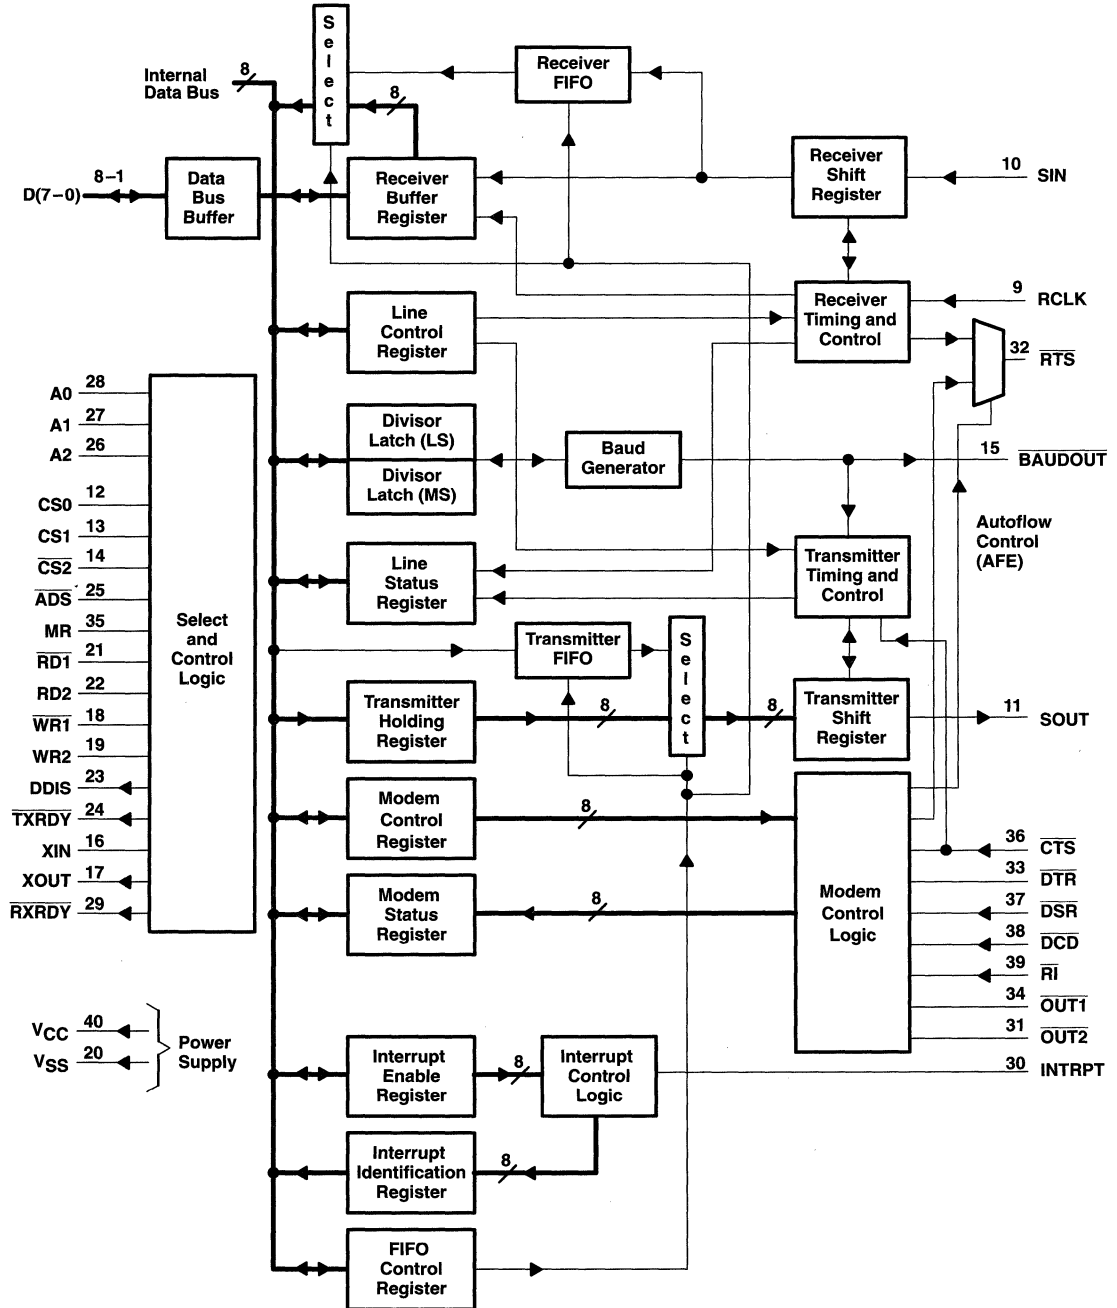 S
e
l
e
c
t
8
Internal
Data Bus
Receiver
FIFO
8
8–1
D(7–0)
Data
Bus
Buffer
Receiver
Buffer
Register
Receiver
Shift
Register
10
SIN
9
RCLK
Line
Control
Register
Receiver
Timing and
Control
32
RTS
28
A0
27
A1
26
A2
12
CS0
13
CS1
14
CS2
25
ADS
35
MR
21
RD1
22
RD2
18
WR1
19
WR2
23
DDIS
24
TXRDY
16
XIN
17
XOUT
29
RXRDY
Select
and
Control
Logic
Divisor
Latch (LS)
Divisor
Latch (MS)
Baud
Generator
15
BAUDOUT
Autoflow
Control
(AFE)
Line
Status
Register
Transmitter
Timing and
Control
Transmitter
FIFO
S
e
l
e
c
t
Transmitter
Holding
Register
8
8
Transmitter
Shift
Register
11
SOUT
Modem
Control
Register
8
Modem
Status
Register
8
Modem
Control
Logic
36
CTS
33
DTR
37
DSR
38
DCD
39
RI
34
OUT1
31
OUT2
30
INTRPT
VCC
40
VSS
20
Power
Supply
Interrupt
Enable
Register
8
Interrupt
Control
Logic
Interrupt
Identification
Register
8
FIFO
Control
Register